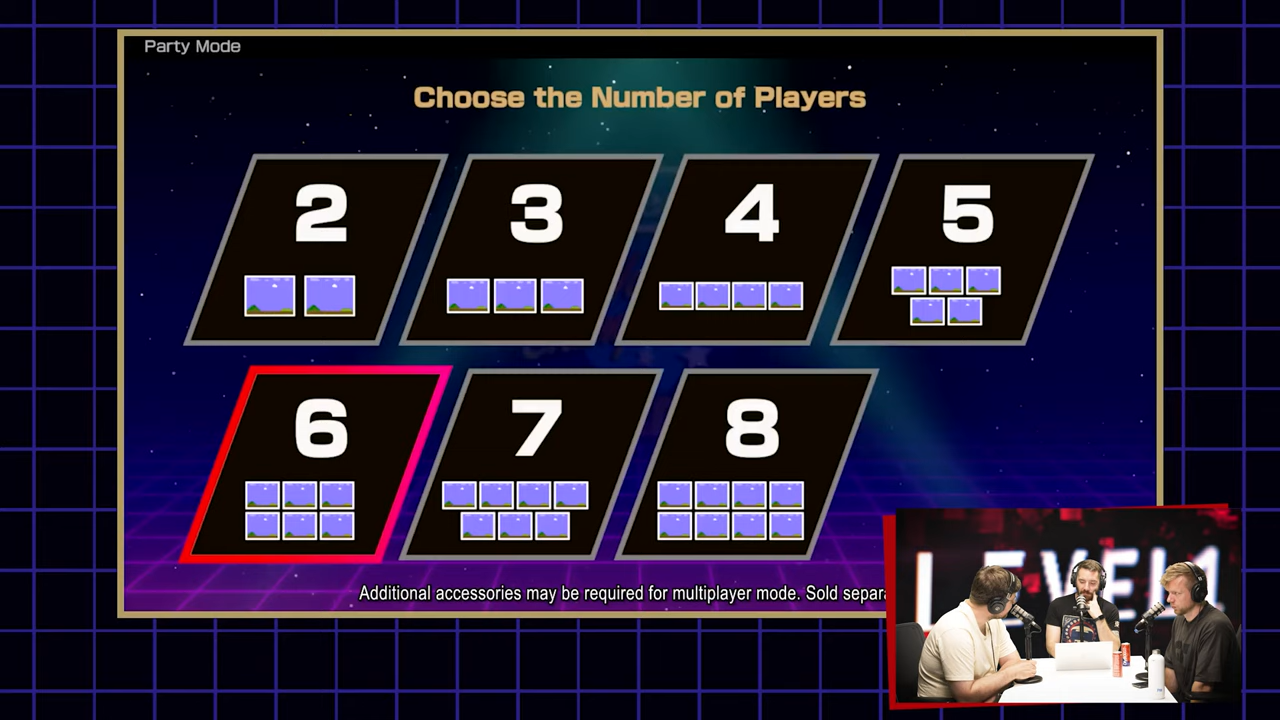 Party Mode
Choose the Number of Players
2
3
4
5
6
7
8
Additional accessories may be required for multiplayer mode. Sold separa
LEVEL1